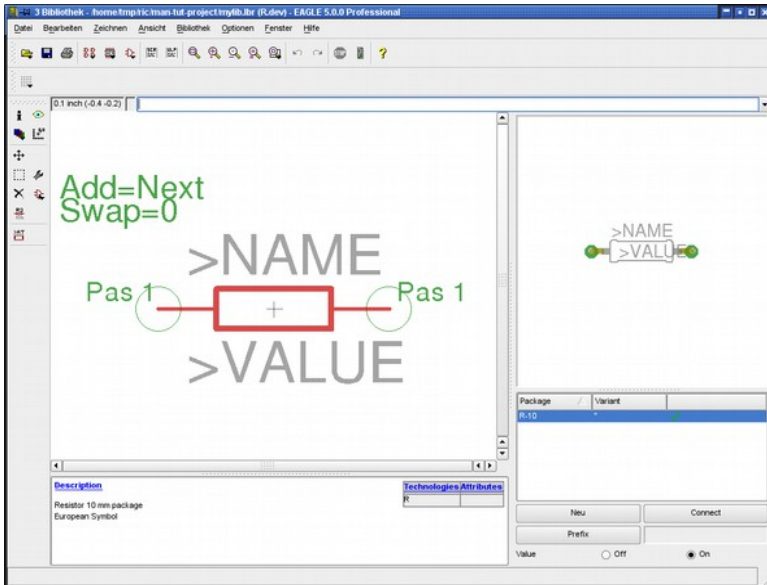 3 Bibliothek - /home/tmp/ric/man-tut-project/mylib.lbr (R.dev) - EAGLE 5.0.0 Professional
Datei Bearbeiten Zeichnen Ansicht Bibliothek Optionen Fenster Hilfe
0.1 inch (-0.4 -0.2)
Add=Next
Swap=0
>NAME
Pas 1 Pas 1
>VALUE
>NAME
>VALUE
Package Variant
R-10 "
Description
Resistor 10 mm package
European Symbol
Technologies Attributes
R
Neu Connect
Prefix
Value Off On